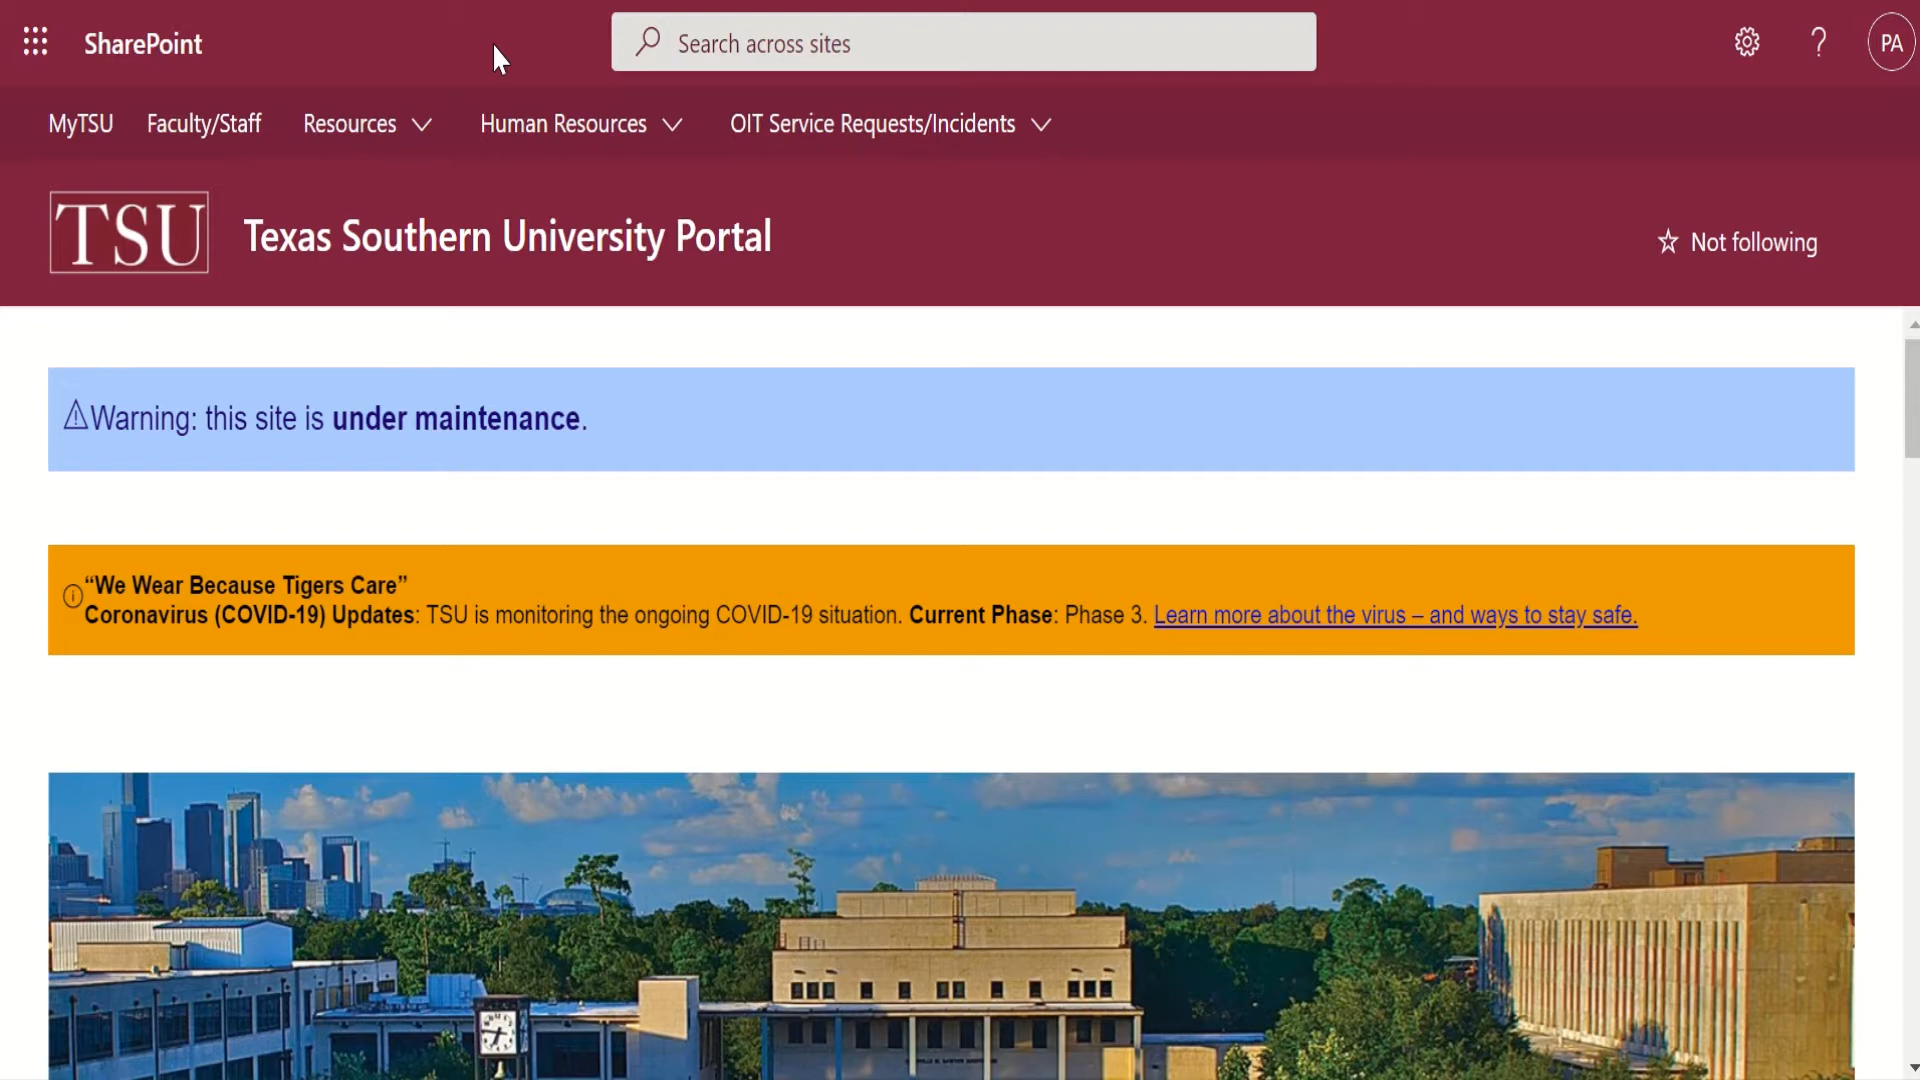 SharePoint
Search across sites
PA
MyTSU
Faculty/Staff
Resources
Human Resources
OIT Service Requests/Incidents
TSU
Texas Southern University Portal
Not following
Warning: this site is under maintenance.
“We Wear Because Tigers Care”
Coronavirus (COVID-19) Updates: TSU is monitoring the ongoing COVID-19 situation. Current Phase: Phase 3. Learn more about the virus – and ways to stay safe.